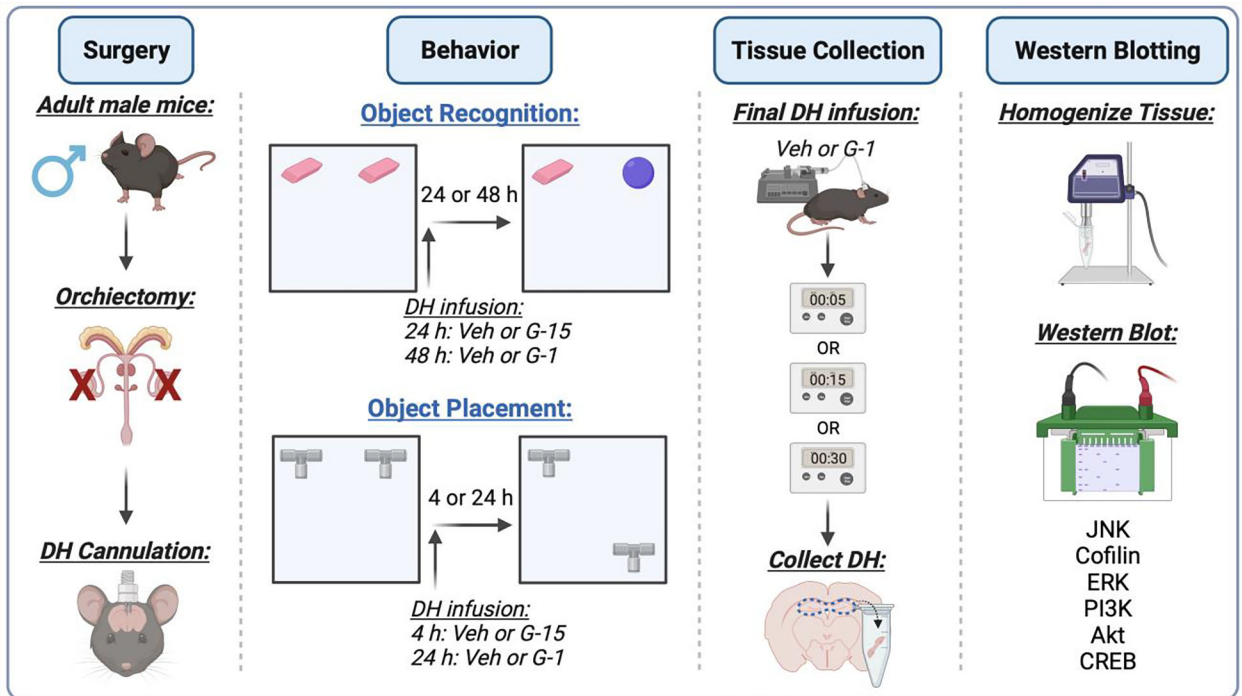 Surgery
Adult male mice:
Orchiectomy:
X X
DH Cannulation:
Behavior
Object Recognition:
24 or 48 h
DH infusion:
24 h: Veh or G-15
48 h: Veh or G-1
Object Placement:
4 or 24 h
DH infusion:
4 h: Veh or G-15
24 h: Veh or G-1
Tissue Collection
Final DH infusion:
Veh or G-1
00:05
OR
00:15
OR
00:30
Collect DH:
Western Blotting
Homogenize Tissue:
Western Blot:
JNK
Cofilin
ERK
PI3K
Akt
CREB